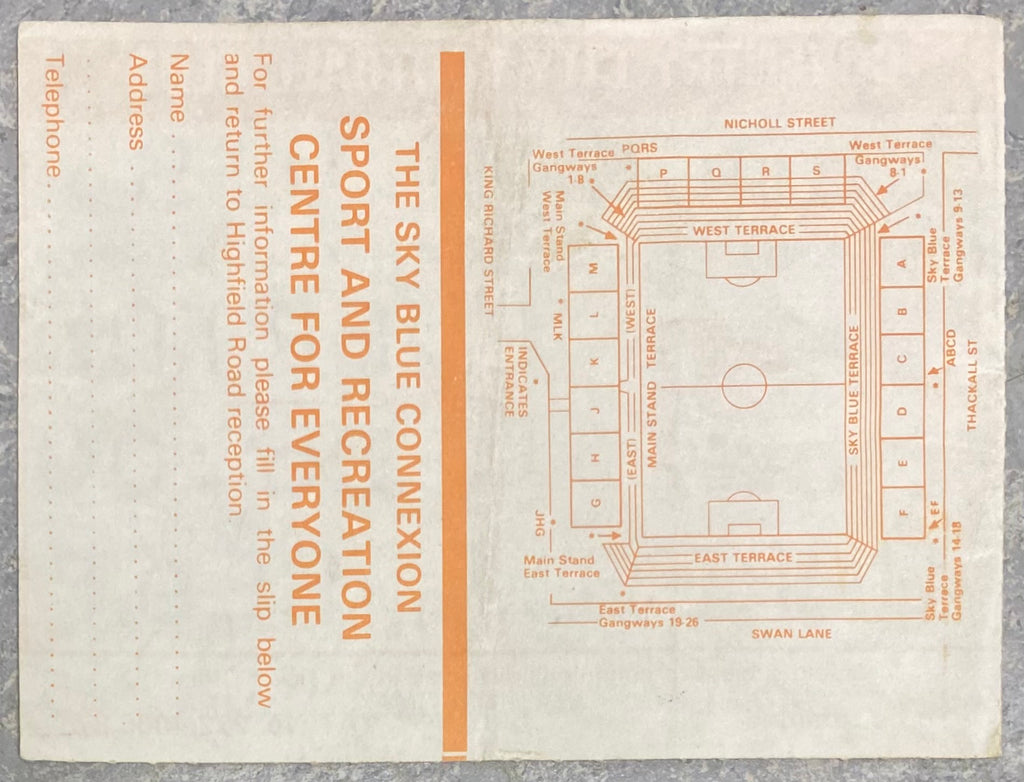 NICHOLL STREET
West Terrace
Gangways
1-8
PQRS
West Terrace
Gangways
8-1
P Q R S
WEST TERRACE
Main Stand
West Terrace
KING RICHARD STREET
MLK
INDICATES
ENTRANCE
JHG
M L K J H G
(WEST)
(EAST)
MAIN STAND TERRACE
SKY BLUE TERRACE
A B C D E F
Sky Blue
Terrace
Gangways 9-13
ABCD
THACKALL ST
EF
Sky Blue
Terrace
Gangways 14-18
EAST TERRACE
Main Stand
East Terrace
East Terrace
Gangways 19-26
SWAN LANE
THE SKY BLUE CONNEXION
SPORT AND RECREATION
CENTRE FOR EVERYONE
For further information please fill in the slip below
and return to Highfield Road reception.
Name
Address
Telephone